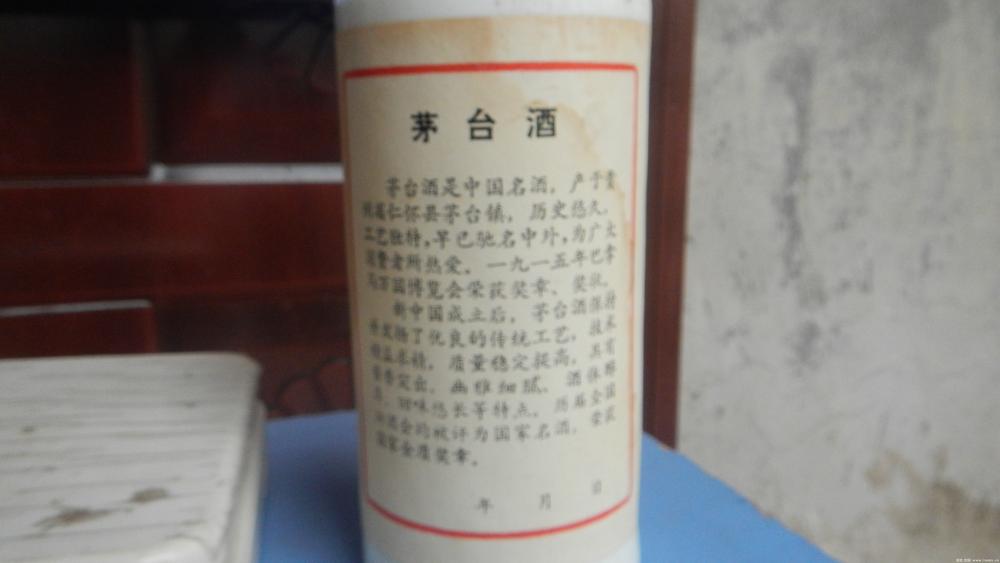 茅台酒
茅台酒是中国名酒，产于贵
州省仁怀县茅台镇，历史悠久，
工艺独特，早已驰名中外，为广大
消费者所热爱。一九一五年巴拿
马万国博览会荣获奖章、奖状。
新中国成立后，茅台酒保持
并发扬了优良的传统工艺，技术
精益求精，质量稳定提高，具有
酱香突出、幽雅细腻、酒体醇
厚、回味悠长等特点。历届全国
评酒会均被评为国家名酒，荣获
国家金质奖章。
年 月 日